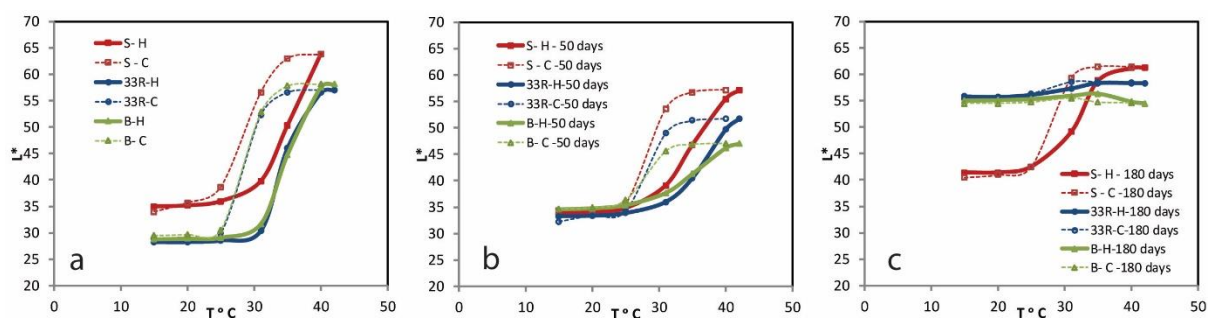 70
65
60
55
50
45
40
35
30
25
20
L*
S- H
S - C
33R-H
33R-C
B-H
B- C
a
0
10
20
30
40
50
T ° C
70
65
60
55
50
45
40
35
30
25
20
L*
S- H - 50 days
S - C -50 days
33R-H-50 days
33R-C-50 days
B-H-50 days
B- C -50 days
b
0
10
20
30
40
50
T ° C
70
65
60
55
50
45
40
35
30
25
20
L*
S- H - 180 days
S - C -180 days
33R-H-180 days
33R-C-180 days
B-H-180 days
B- C -180 days
c
0
10
20
30
40
50
T ° C